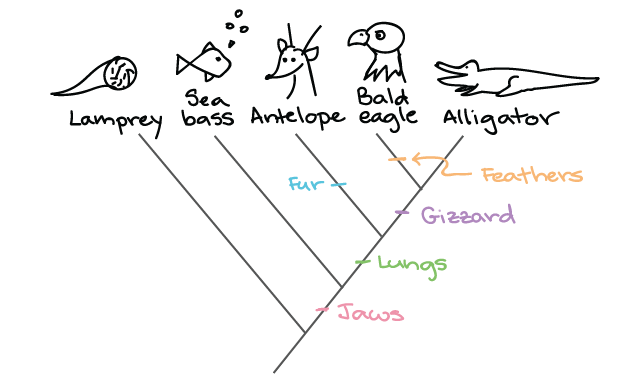 Lamprey
Sea
bass
Antelope
Bald
eagle
Alligator
Fur
Feathers
Gizzard
Lungs
Jaws